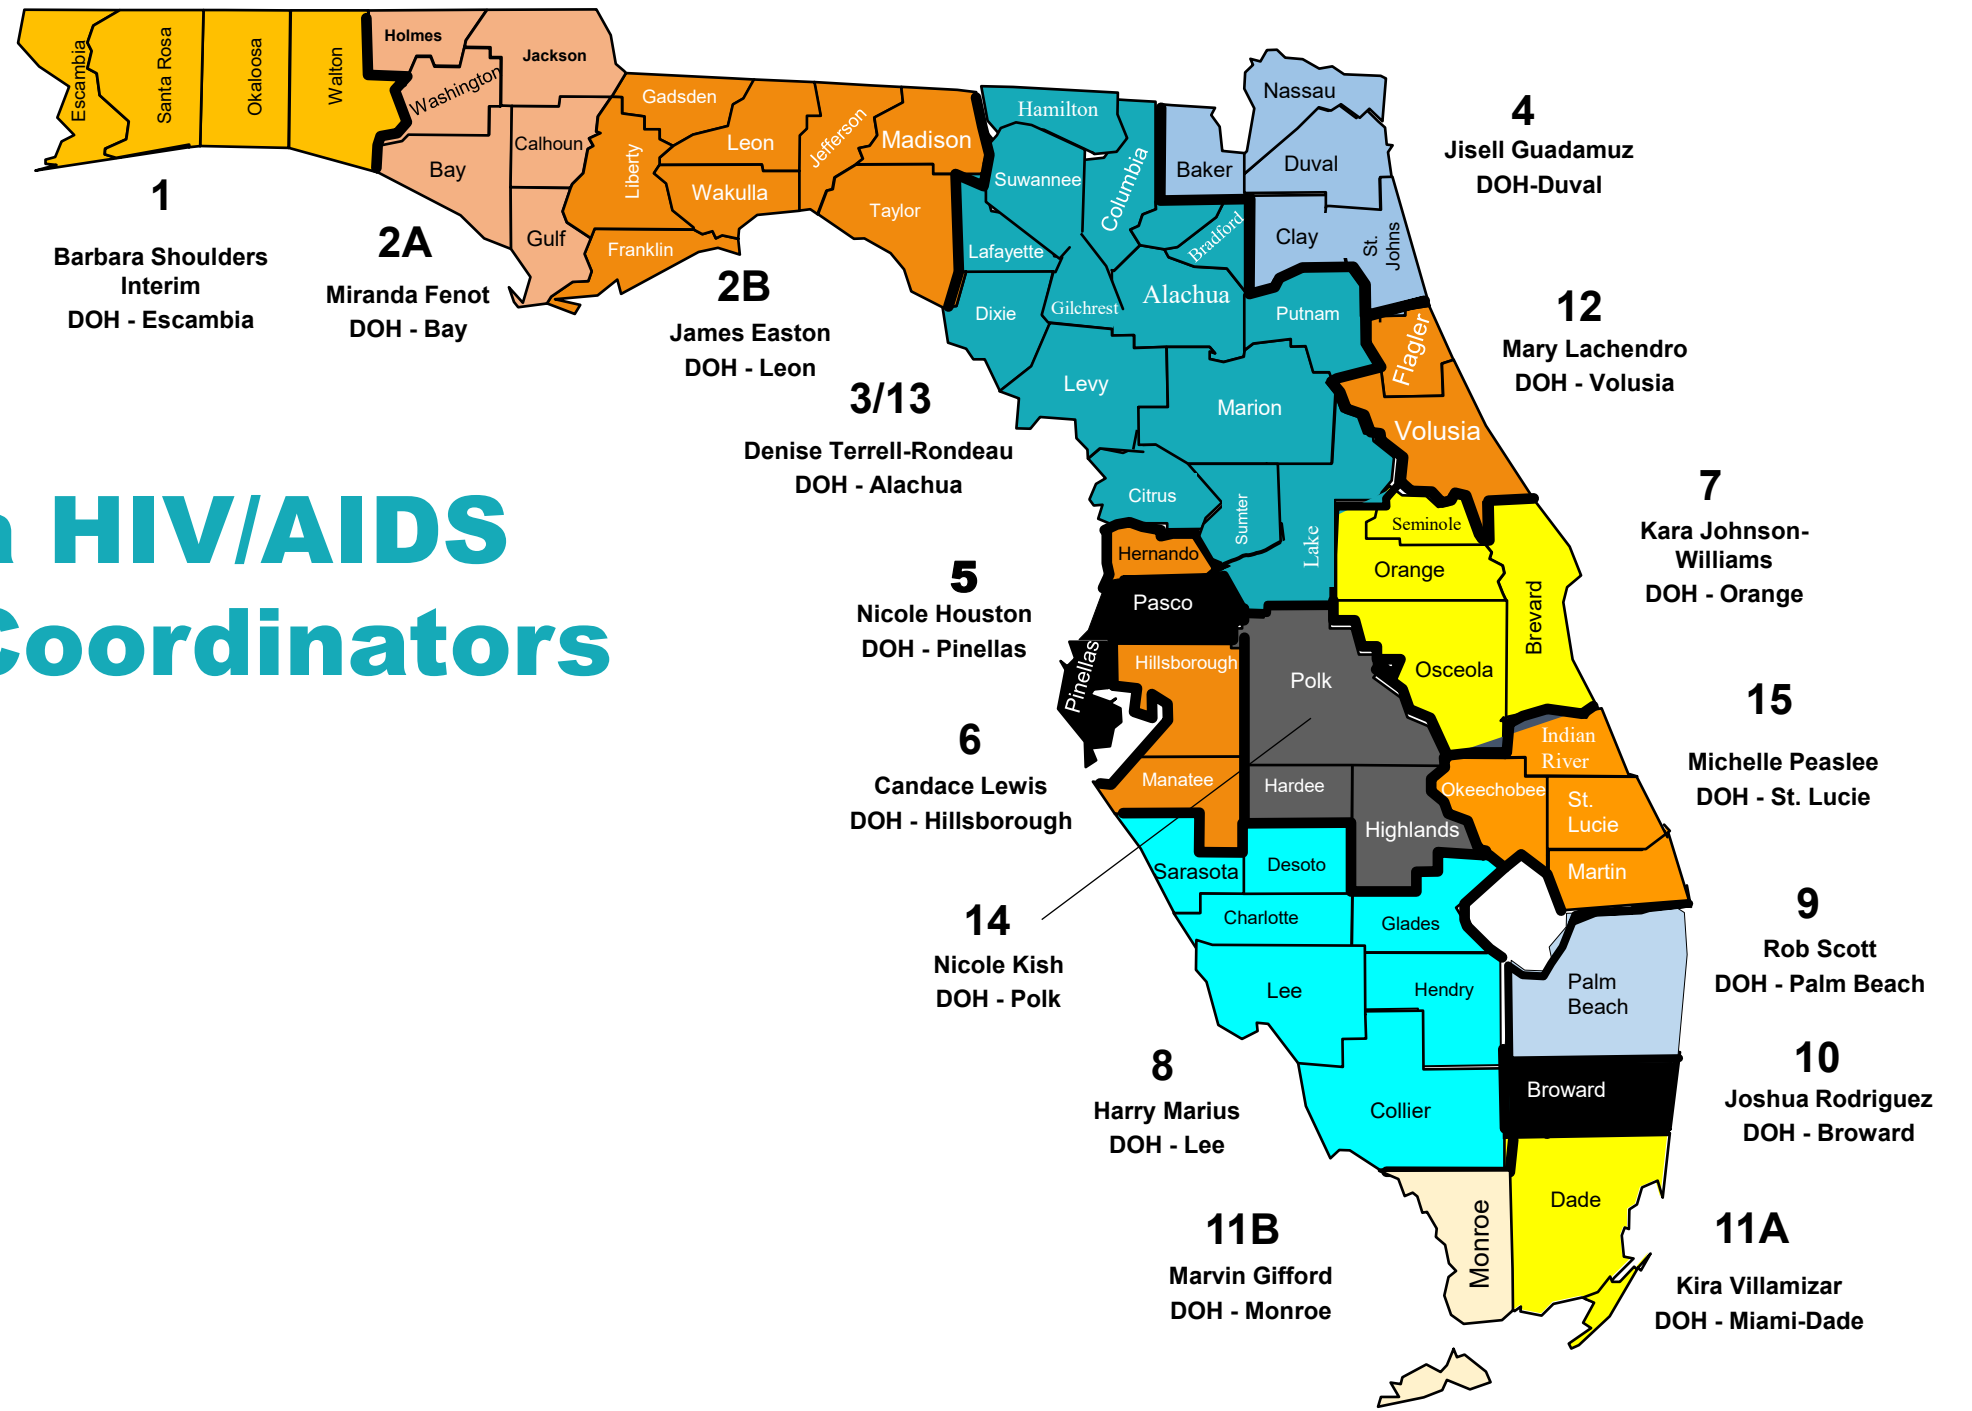 Escambia
Santa Rosa
Okaloosa
Walton
Holmes
Jackson
Washington
Bay
Calhoun
Gulf
Gadsden
Liberty
Leon
Wakulla
Franklin
Jefferson
Madison
Taylor
Hamilton
Suwannee
Columbia
Lafayette
Dixie
Gilchrest
Alachua
Bradford
Baker
Nassau
Duval
Clay
St.
Johns
Putnam
Flagler
Levy
Marion
Volusia
Citrus
Sumter
Lake
Seminole
Orange
Hernando
Pasco
Brevard
Pinellas
Hillsborough
Polk
Osceola
Indian
River
Manatee
Hardee
Okeechobee
St.
Lucie
Highlands
Martin
Sarasota
Desoto
Charlotte
Glades
Lee
Hendry
Palm
Beach
Collier
Broward
Monroe
Dade
1
Barbara Shoulders
Interim
DOH - Escambia
2A
Miranda Fenot
DOH - Bay
2B
James Easton
DOH - Leon
3/13
Denise Terrell-Rondeau
DOH - Alachua
4
Jisell Guadamuz
DOH-Duval
12
Mary Lachendro
DOH - Volusia
HIV/AIDS
Coordinators
5
Nicole Houston
DOH - Pinellas
7
Kara Johnson-
Williams
DOH - Orange
6
Candace Lewis
DOH - Hillsborough
15
Michelle Peaslee
DOH - St. Lucie
14
Nicole Kish
DOH - Polk
9
Rob Scott
DOH - Palm Beach
8
Harry Marius
DOH - Lee
10
Joshua Rodriguez
DOH - Broward
11B
Marvin Gifford
DOH - Monroe
11A
Kira Villamizar
DOH - Miami-Dade